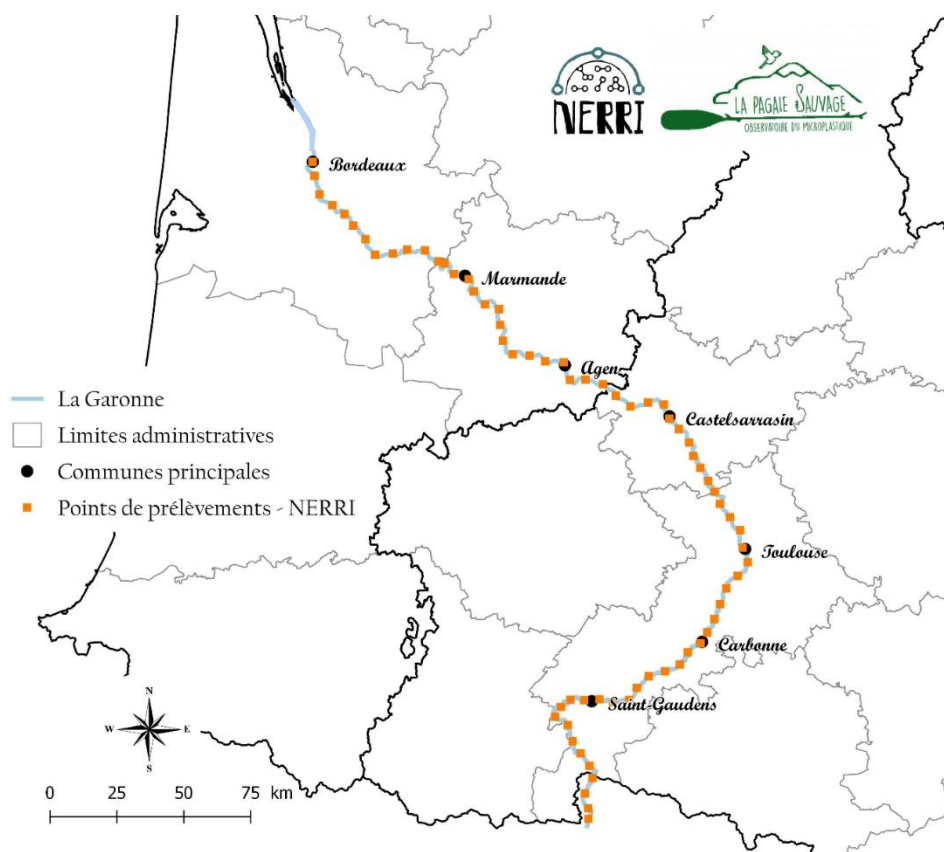 NERRI
LA PAGAIE SAUVAGE
OBSERVATOIRE DU MICROPLASTIQUE
Bordeaux
Marmande
Agen
Castelsarrasin
Toulouse
Carbonne
Saint-Gaudens
La Garonne
Limites administratives
Communes principales
Points de prélèvements - NERRI
N
W E
S
0 25 50 75 km